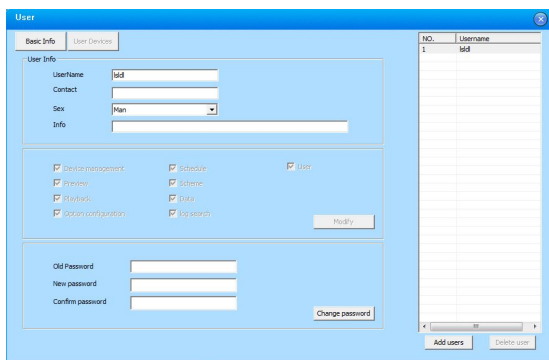 User
Basic Info
User Devices
User Info
UserName
lsldl
Contact
Sex
Man
Info
Device management
Schedule
User
Preview
Scheme
Playback
Data
Option configuration
log search
Modify
Old Password
New password
Confirm password
Change password
NO.
Username
1
lsldl
Add users
Delete user